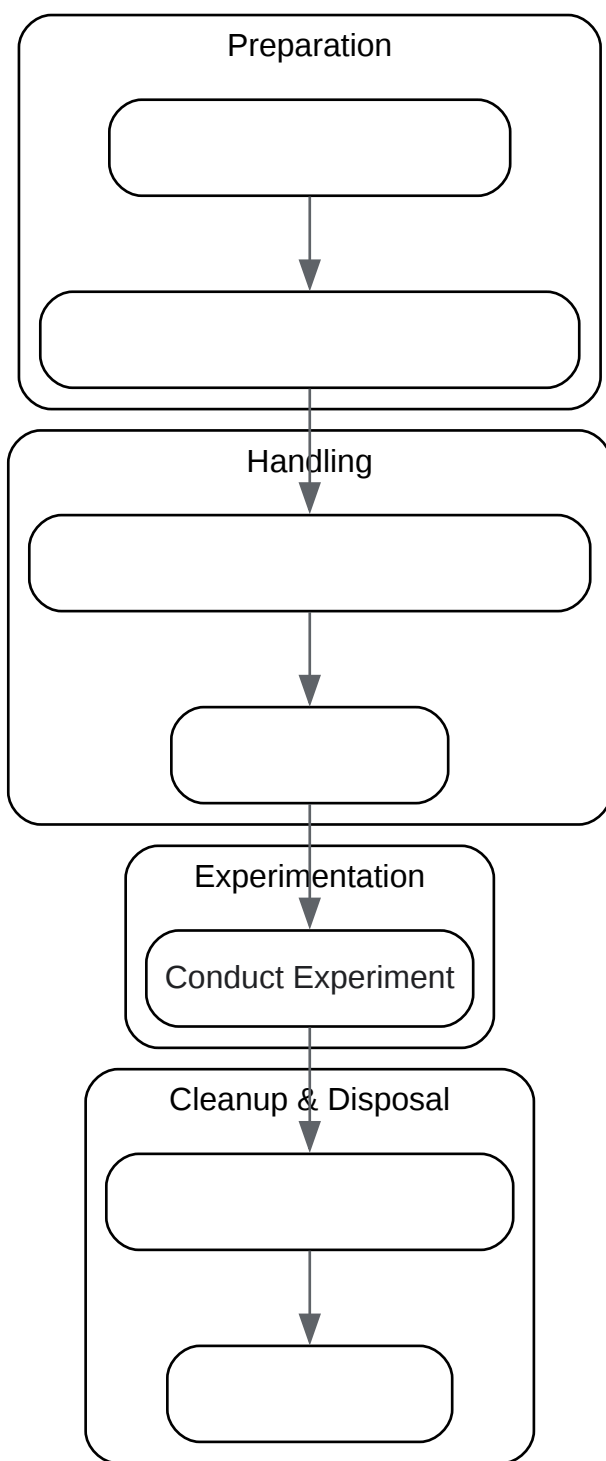 Preparation
Handling
Experimentation
Conduct Experiment
Cleanup & Disposal